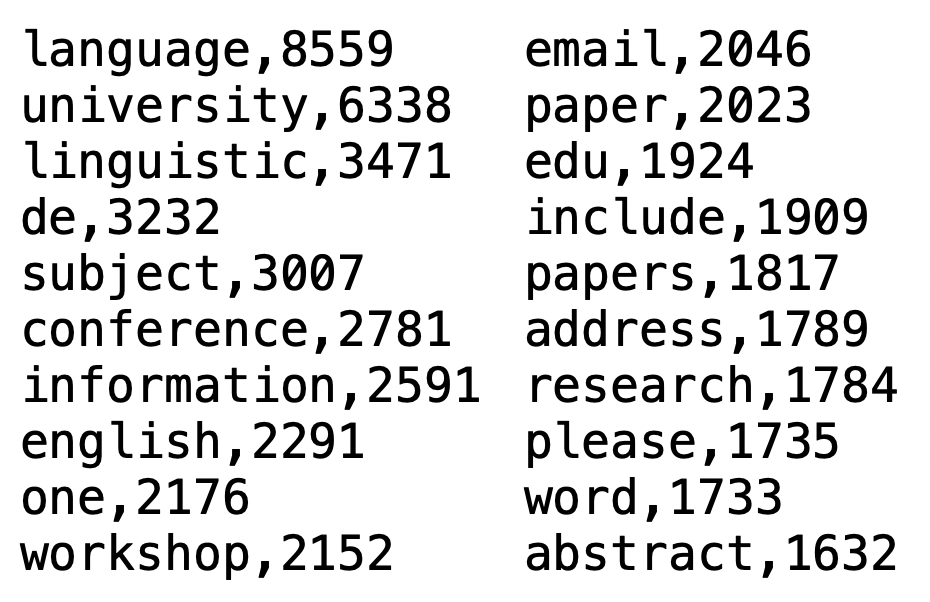 language,8559
university,6338
linguistic,3471
de,3232
subject,3007
conference,2781
information,2591
english,2291
one,2176
workshop,2152
email,2046
paper,2023
edu,1924
include,1909
papers,1817
address,1789
research,1784
please,1735
word,1733
abstract,1632